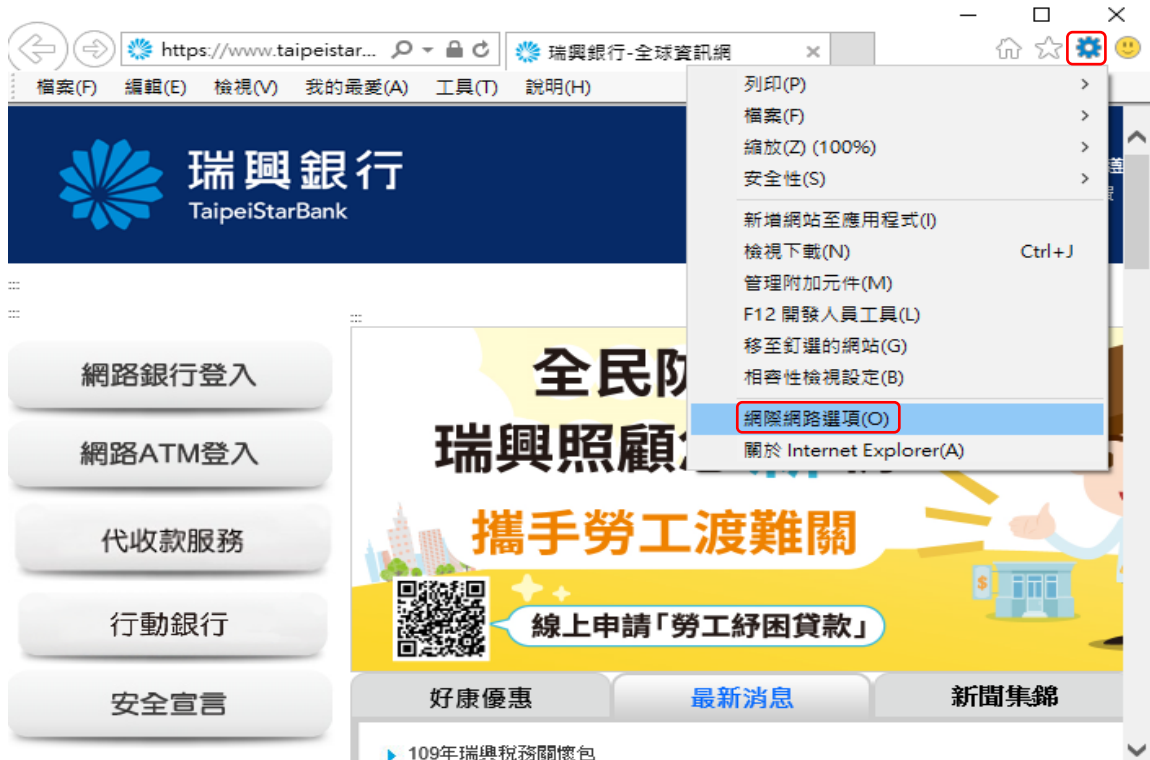 https://www.taipeistar...
瑞興銀行-全球資訊網
檔案(F) 編輯(E) 檢視(V) 我的最愛(A) 工具(T) 說明(H)
瑞興銀行
TaipeiStarBank
列印(P)
檔案(F)
縮放(Z) (100%)
安全性(S)
新增網站至應用程式(I)
檢視下載(N) Ctrl+J
管理附加元件(M)
F12 開發人員工具(L)
移至釘選的網站(G)
相容性檢視設定(B)
網際網路選項(O)
關於 Internet Explorer(A)
網路銀行登入
網路ATM登入
代收款服務
行動銀行
安全宣言
全民防
瑞興照顧
攜手勞工渡難關
線上申請「勞工紓困貸款」
好康優惠 最新消息 新聞集錦
109年瑞興稅務關懷包